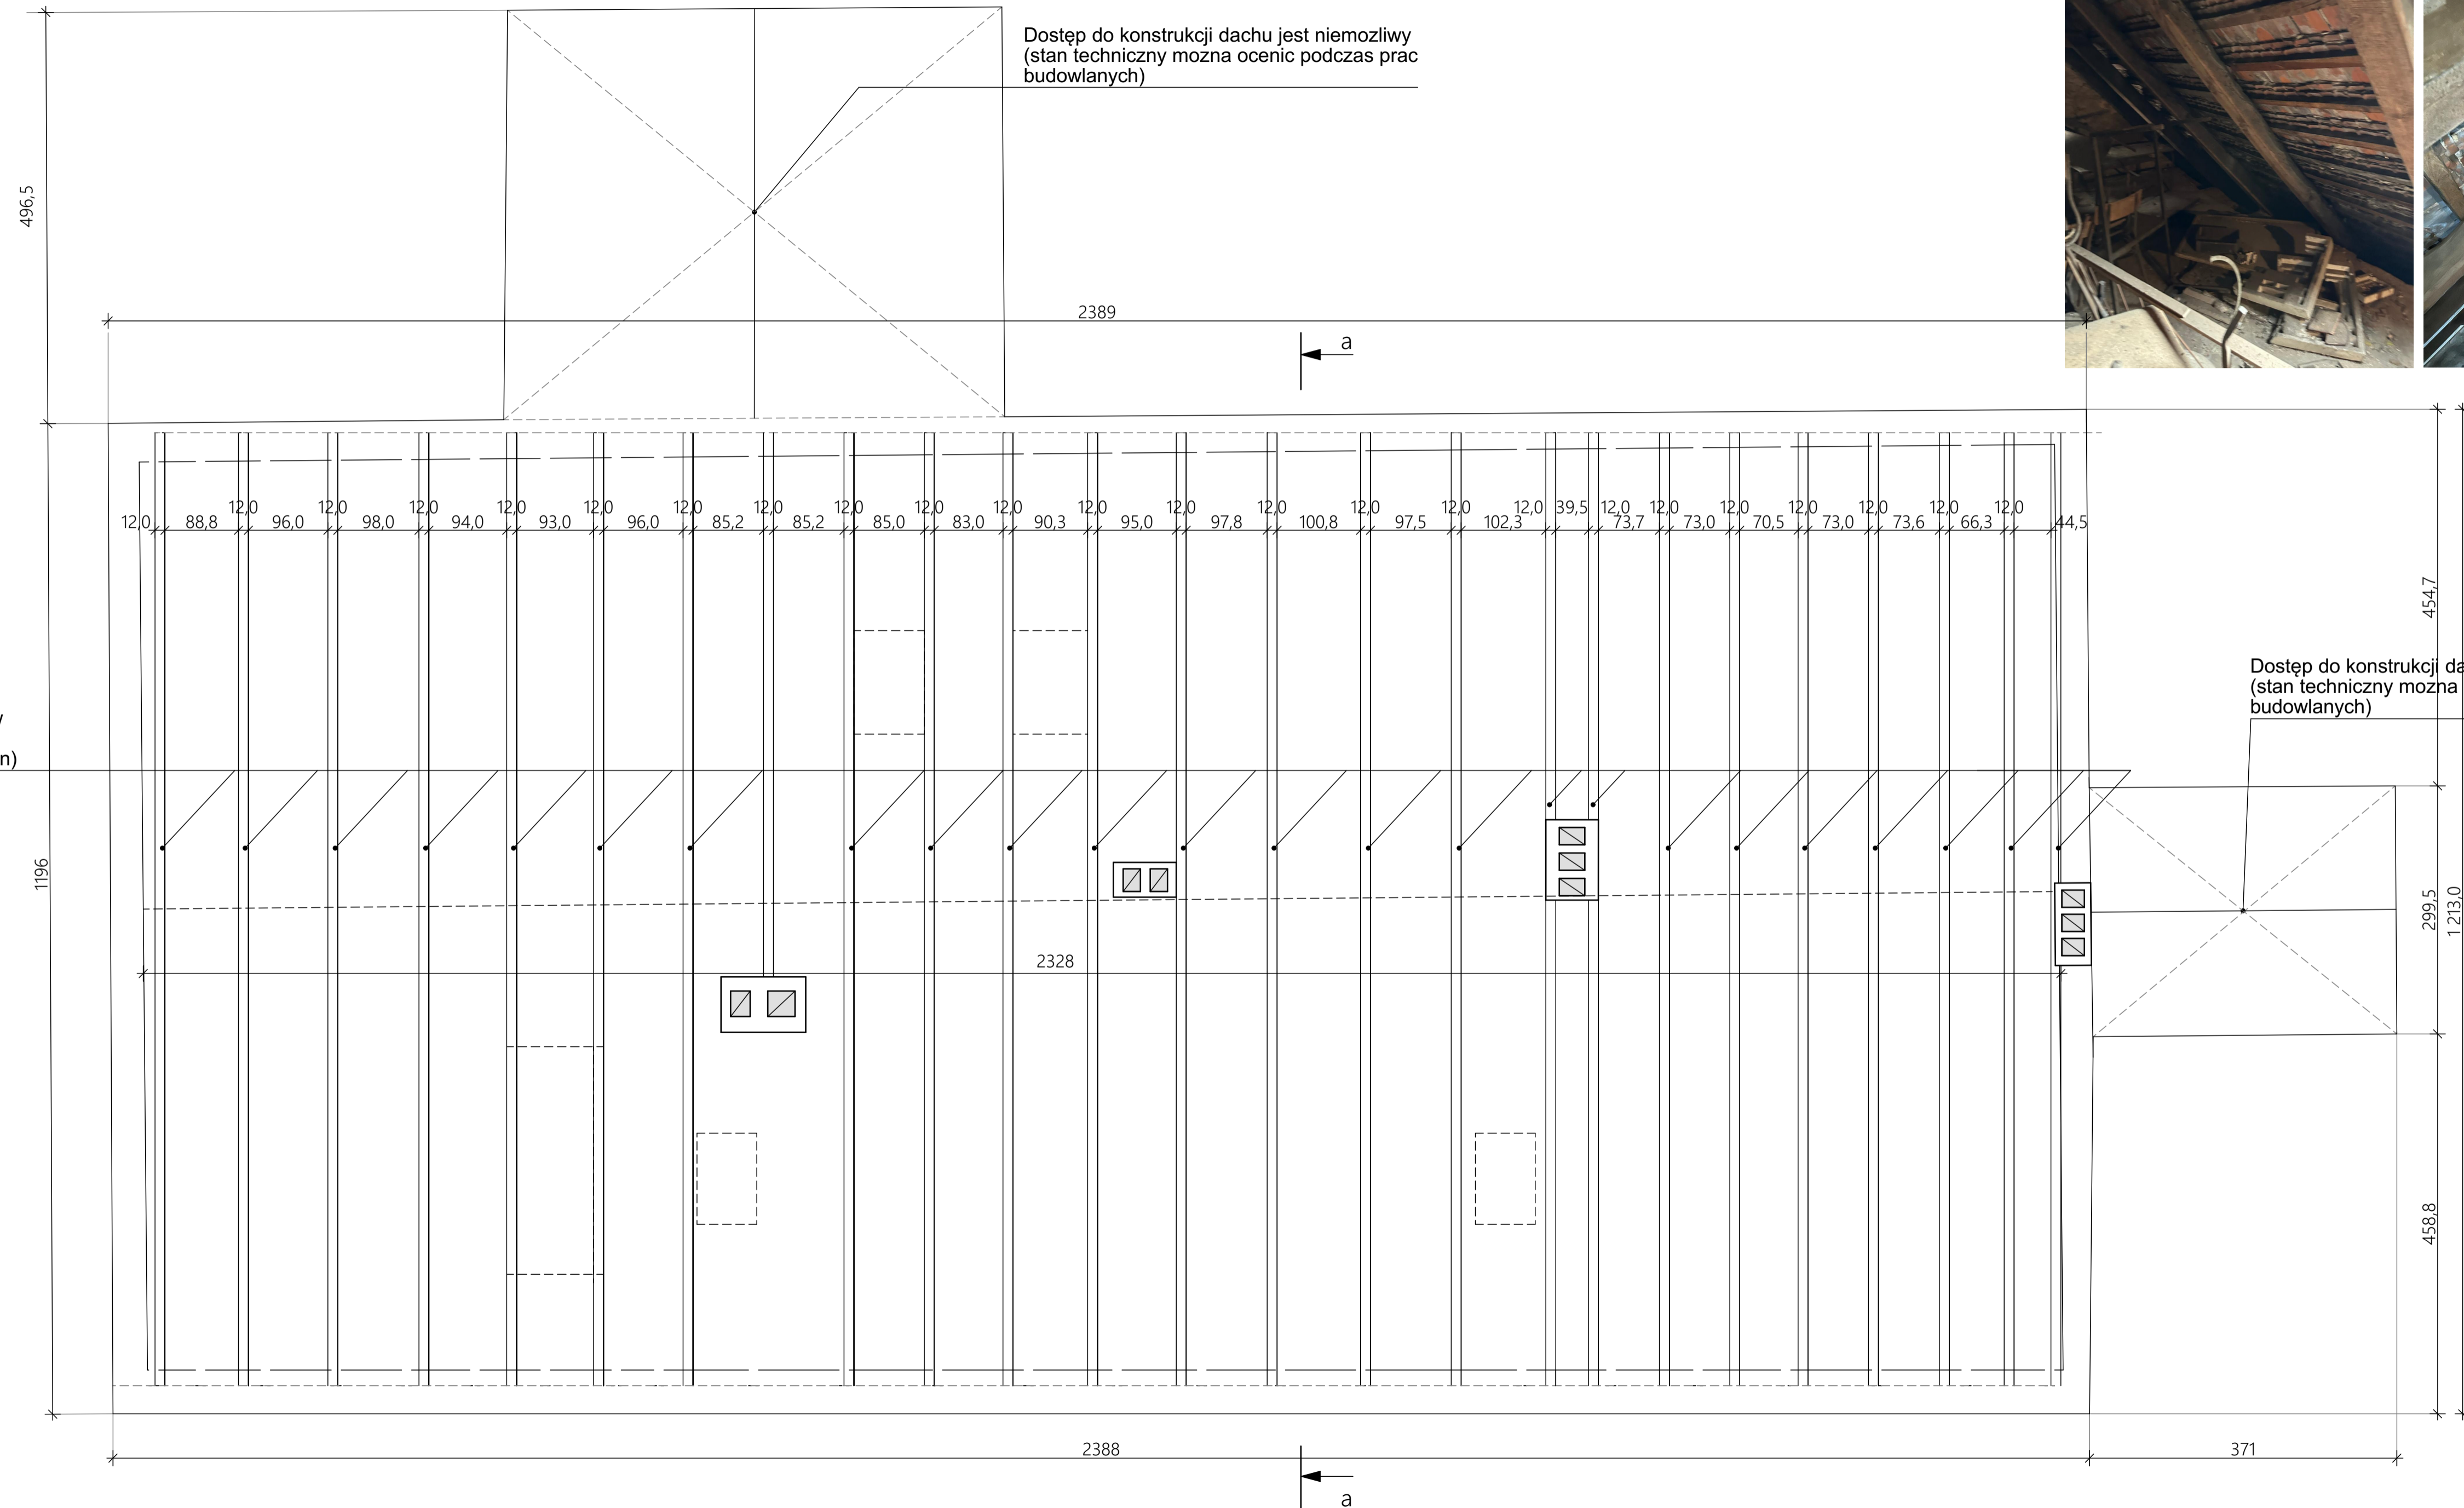 Dostęp do konstrukcji dachu jest niemozliwy
(stan techniczny mozna ocenic podczas prac
budowlanych)
496,5
2389
a
12,0 12,0 12,0 12,0 12,0 12,0 12,0 12,0 12,0 12,0 12,0 12,0 12,0 12,0 12,0 12,0 12,0 39,5 12,0 12,0 12,0 12,0 12,0 12,0 12,0
12,0 88,8 96,0 98,0 94,0 93,0 96,0 85,2 85,2 85,0 83,0 90,3 95,0 97,8 100,8 97,5 102,3 73,7 73,0 70,5 73,0 73,6 66,3 44,5
454,7
Dostęp do konstrukcji da
(stan techniczny mozna
budowlanych)
n)
1196
299,5
1 213,0
2328
458,8
2388
371
a